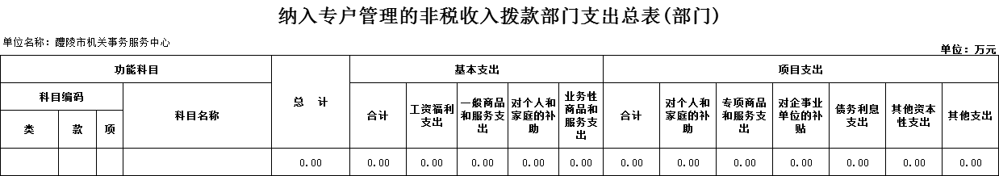 纳入专户管理的非税收入拨款部门支出总表(部门)
单位名称：醴陵市机关事务服务中心
单位：万元
功能科目
总 计
基本支出
项目支出
科目编码
科目名称
合计
工资福利
支出
一般商品
和服务支
出
对个人和
家庭的补
助
业务性
商品和
服务支
出
合计
对个人和
家庭的补
助
专项商品
和服务支
出
对企事业
单位的补
贴
债务利息
支出
其他资本
性支出
其他支出
类 款 项
0.00 0.00 0.00 0.00 0.00 0.00 0.00 0.00 0.00 0.00 0.00 0.00 0.00